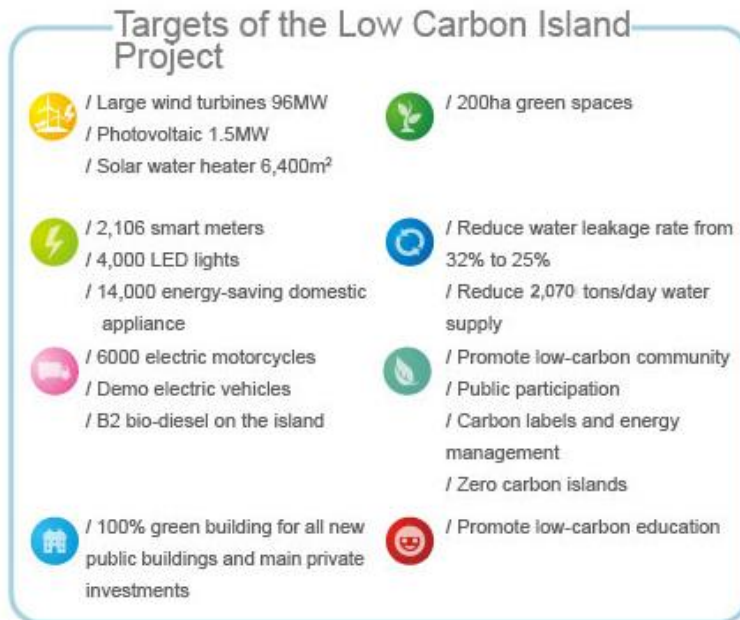 Targets of the Low Carbon Island
Project
/ Large wind turbines 96MW
/ Photovoltaic 1.5MW
/ Solar water heater 6,400m²
/ 200ha green spaces
/ 2,106 smart meters
/ 4,000 LED lights
/ 14,000 energy-saving domestic
appliance
/ Reduce water leakage rate from
32% to 25%
/ Reduce 2,070 tons/day water
supply
/ 6000 electric motorcycles
/ Demo electric vehicles
/ B2 bio-diesel on the island
/ Promote low-carbon community
/ Public participation
/ Carbon labels and energy
management
/ Zero carbon islands
/ 100% green building for all new
public buildings and main private
investments
/ Promote low-carbon education